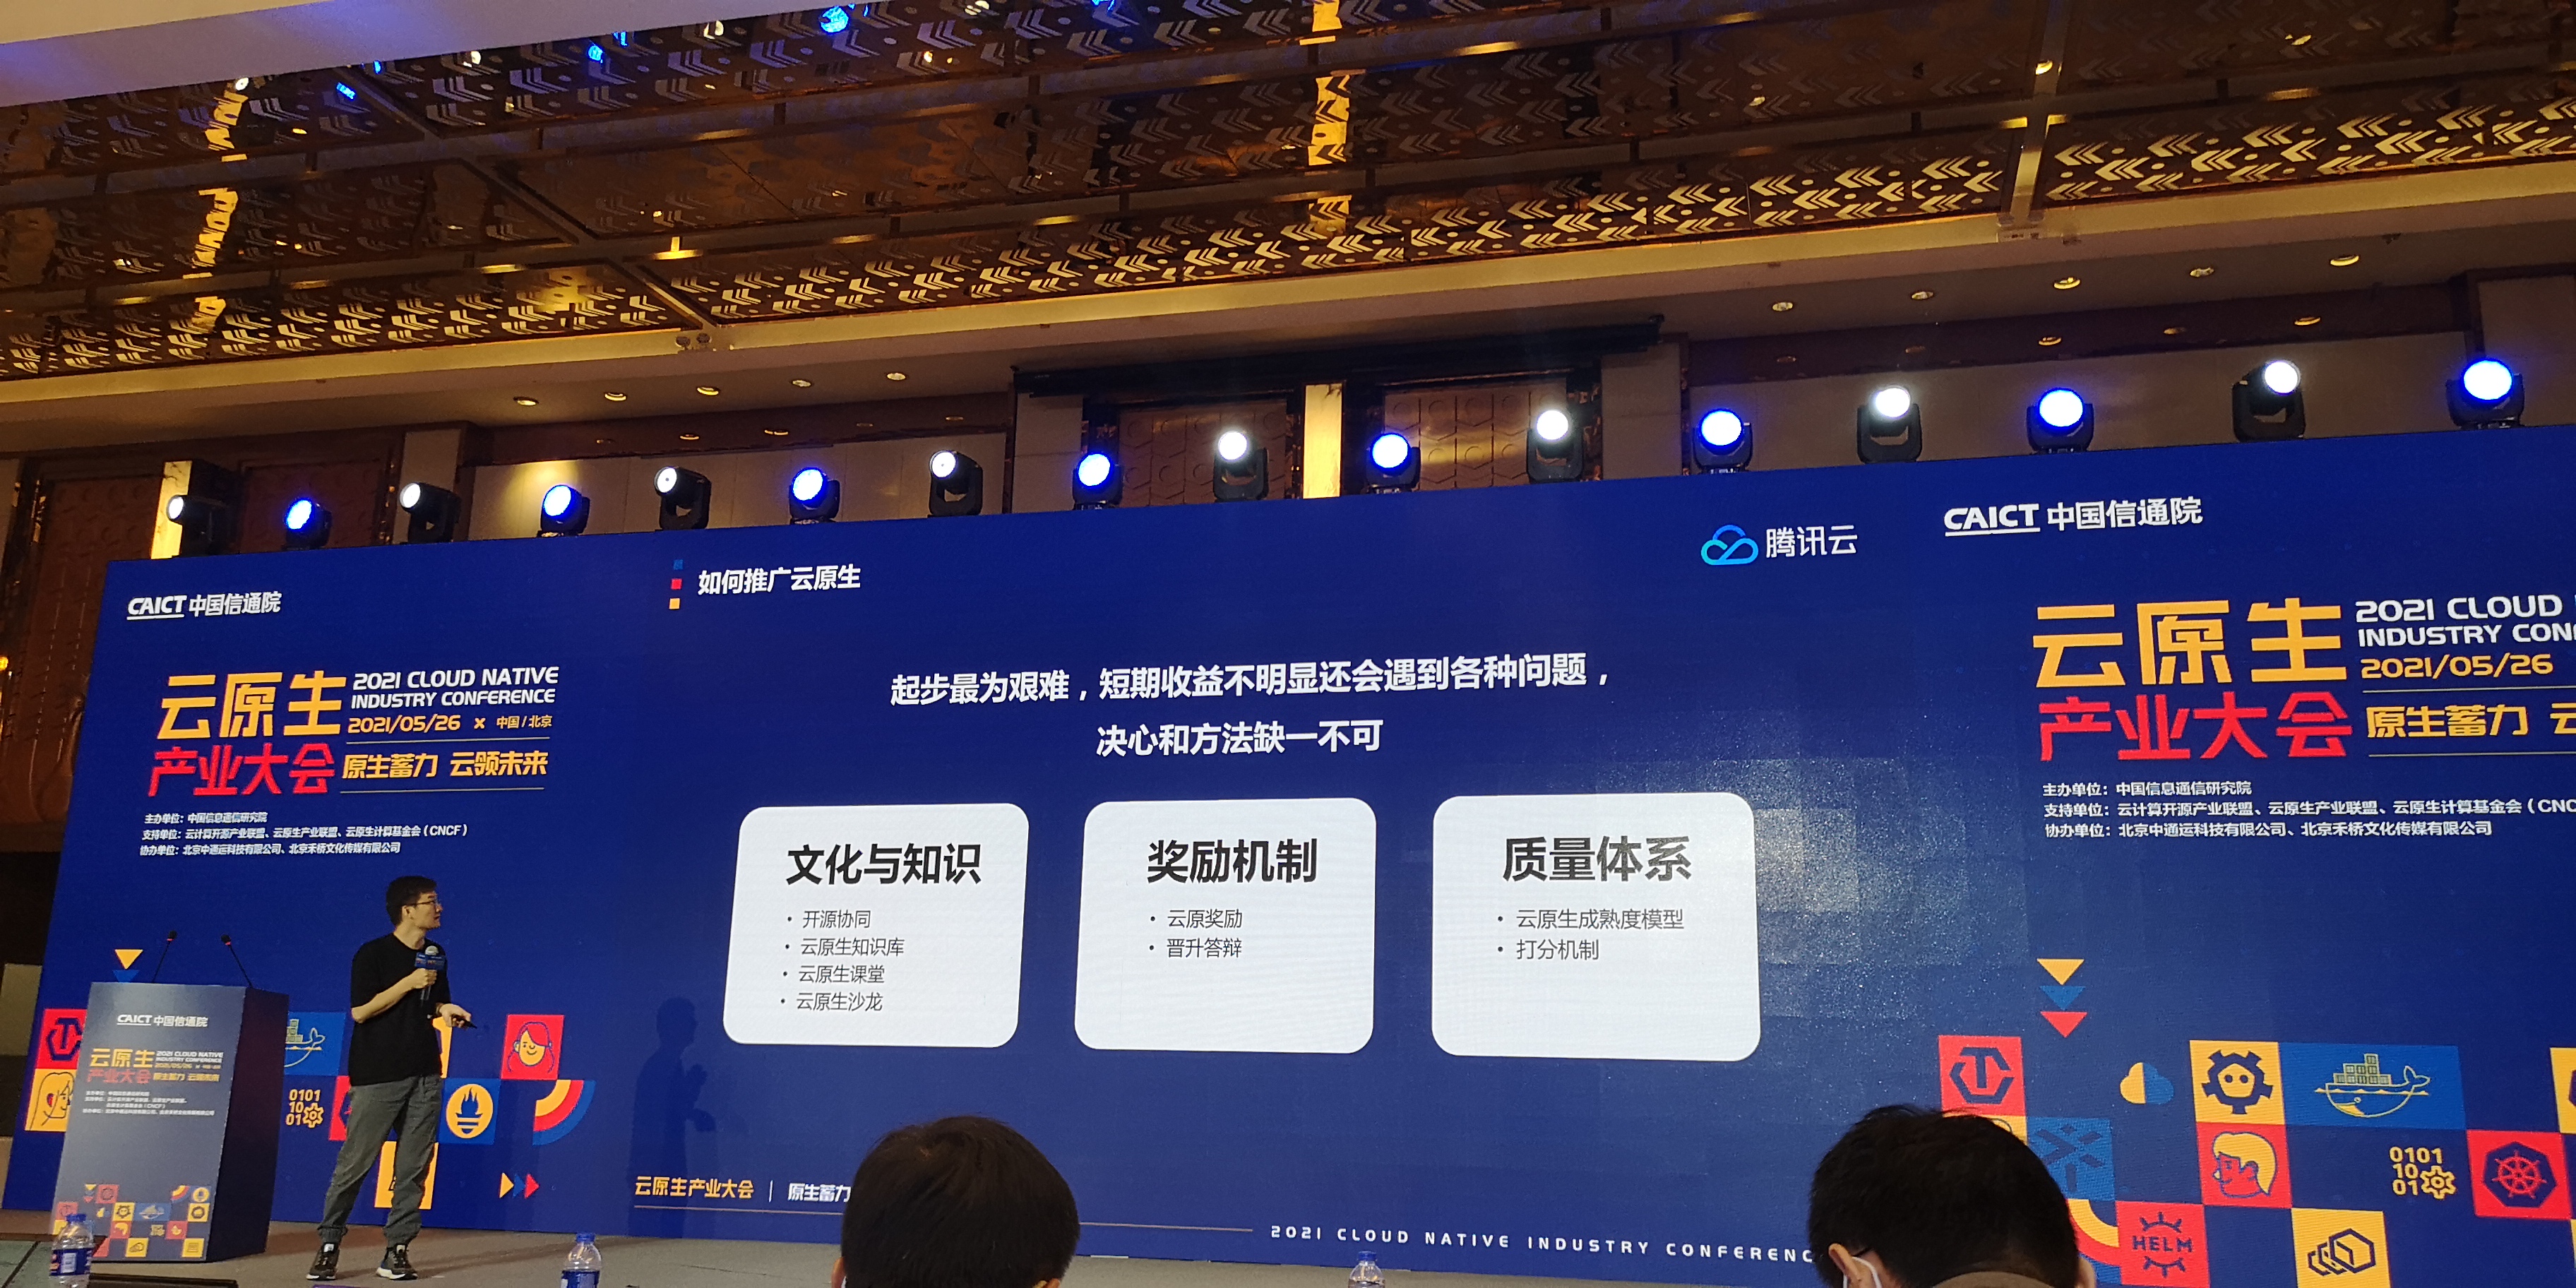 CAICT 中国信通院
云原生
产业大会
2021 CLOUD NATIVE
INDUSTRY CONFERENCE
2021/05/26 × 中国/北京
原生蓄力 云领未来
主办单位：中国信息通信研究院
支持单位：云计算开源产业联盟、云原生产业联盟、云原生计算基金会（CNCF）
协办单位：北京中通运科技有限公司、北京禾桥文化传媒有限公司
如何推广云原生
腾讯云
起步最为艰难，短期收益不明显还会遇到各种问题，
决心和方法缺一不可
文化与知识
• 开源协同
• 云原生知识库
• 云原生课堂
• 云原生沙龙
奖励机制
• 云原奖励
• 晋升答辩
质量体系
• 云原生成熟度模型
• 打分机制
云原生产业大会 | 原生蓄力
2021 CLOUD NATIVE INDUSTRY CONFERENC
CAICT 中国信通院
云原生
产业大会
2021 CLOUD
INDUSTRY CON
2021/05/26
原生蓄力 云
主办单位：中国信息通信研究院
支持单位：云计算开源产业联盟、云原生产业联盟、云原生计算基金会（CNC
协办单位：北京中通运科技有限公司、北京禾桥文化传媒有限公司
0101
10
01
HELM
0101
10
01
CAICT 中国信通院
云原生
产业大会
2021 CLOUD NATIVE
INDUSTRY CONFERENCE